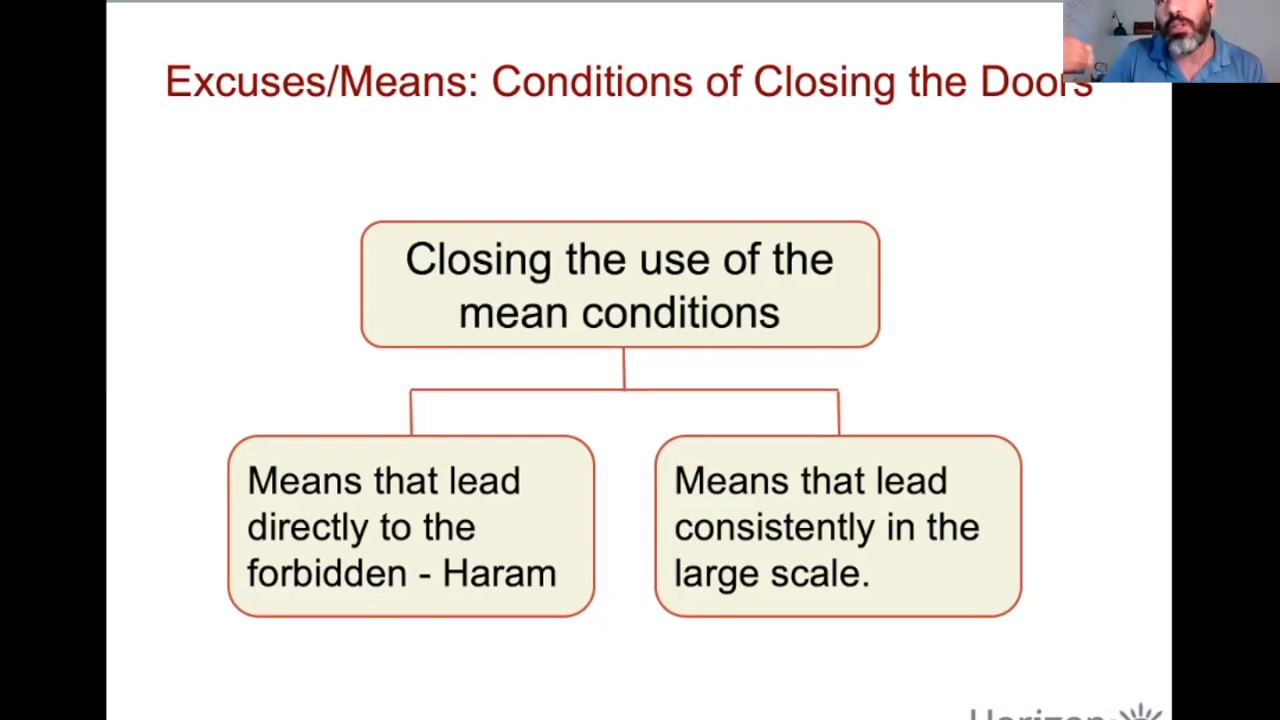 Excuses/Means: Conditions of Closing the Doors
Closing the use of the
mean conditions
Means that lead
directly to the
forbidden - Haram
Means that lead
consistently in the
large scale.
Horizon